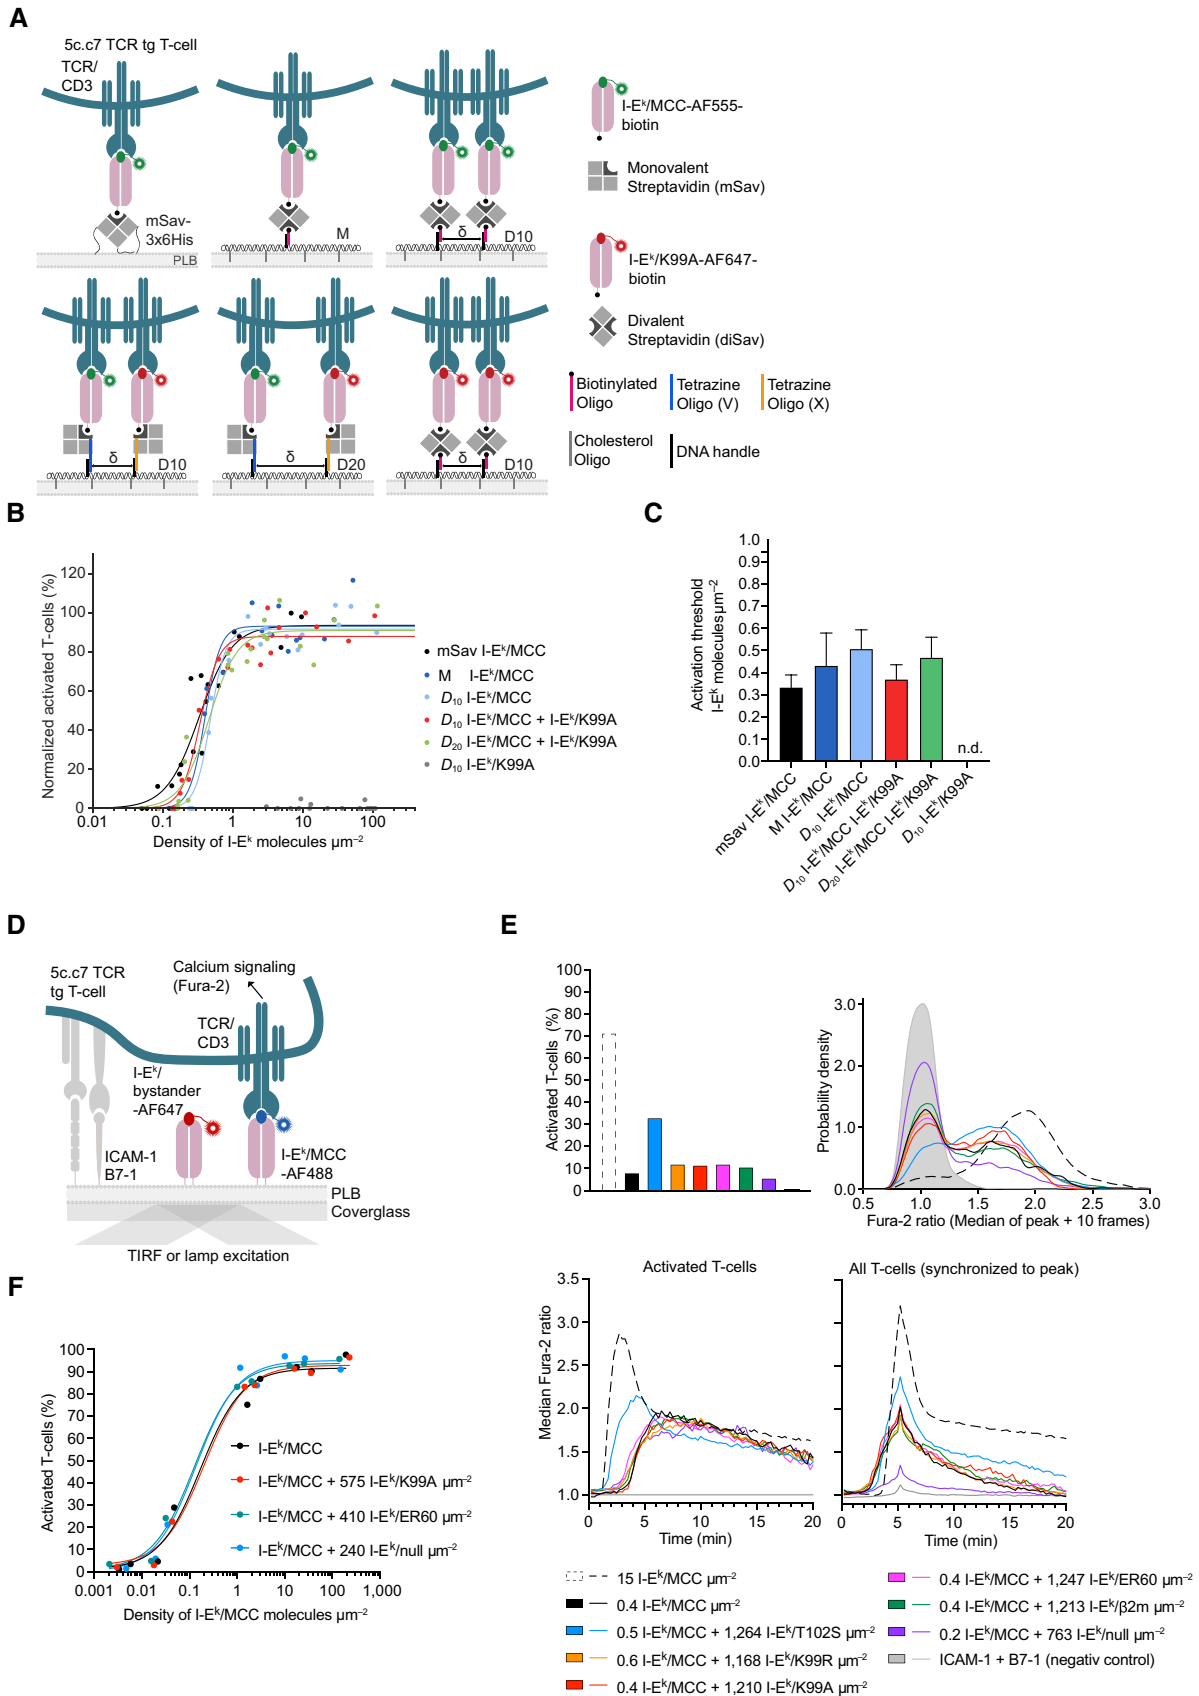 A
5c.c7 TCR tg T-cell
TCR/
CD3
mSav-
3x6His
PLB
M
δ
D10
δ
D10
δ
D20
δ
D10
I-Eᵏ/MCC-AF555-
biotin
Monovalent
Streptavidin (mSav)
I-Eᵏ/K99A-AF647-
biotin
Divalent
Streptavidin (diSav)
Biotinylated
Oligo
Tetrazine
Oligo (V)
Tetrazine
Oligo (X)
Cholesterol
Oligo
DNA handle
B
Normalized activated T-cells (%)
120
100
80
60
40
20
0
0.01
0.1
1
10
100
Density of I-Eᵏ molecules µm⁻²
mSav I-Eᵏ/MCC
M I-Eᵏ/MCC
D₁₀ I-Eᵏ/MCC
D₁₀ I-Eᵏ/MCC + I-Eᵏ/K99A
D₂₀ I-Eᵏ/MCC + I-Eᵏ/K99A
D₁₀ I-Eᵏ/K99A
C
Activation threshold
I-Eᵏ moleculesµm⁻²
1.0
0.9
0.8
0.7
0.6
0.5
0.4
0.3
0.2
0.1
0.0
n.d.
mSav I-Eᵏ/MCC
M I-Eᵏ/MCC
D₁₀ I-Eᵏ/MCC
D₁₀ I-Eᵏ/MCC I-Eᵏ/K99A
D₂₀ I-Eᵏ/MCC I-Eᵏ/K99A
D₁₀ I-Eᵏ/K99A
D
5c.c7 TCR
tg T-cell
Calcium signaling
(Fura-2)
TCR/
CD3
I-Eᵏ/
bystander
-AF647
ICAM-1
B7-1
I-Eᵏ/MCC
-AF488
PLB
Coverglass
TIRF or lamp excitation
E
Activated T-cells (%)
100
90
80
70
60
50
40
30
20
10
0
Probability density
3.0
2.0
1.0
0.0
0.5
1.0
1.5
2.0
2.5
3.0
Fura-2 ratio (Median of peak + 10 frames)
Activated T-cells
Median Fura-2 ratio
3.5
3.0
2.5
2.0
1.5
1.0
0
5
10
15
20
Time (min)
All T-cells (synchronized to peak)
0
5
10
15
20
Time (min)
15 I-Eᵏ/MCC µm⁻²
0.4 I-Eᵏ/MCC µm⁻²
0.5 I-Eᵏ/MCC + 1,264 I-Eᵏ/T102S µm⁻²
0.6 I-Eᵏ/MCC + 1,168 I-Eᵏ/K99R µm⁻²
0.4 I-Eᵏ/MCC + 1,210 I-Eᵏ/K99A µm⁻²
0.4 I-Eᵏ/MCC + 1,247 I-Eᵏ/ER60 µm⁻²
0.4 I-Eᵏ/MCC + 1,213 I-Eᵏ/β2m µm⁻²
0.2 I-Eᵏ/MCC + 763 I-Eᵏ/null µm⁻²
ICAM-1 + B7-1 (negativ control)
F
Activated T-cells (%)
100
90
80
70
60
50
40
30
20
10
0
0.001
0.01
0.1
1
10
100
1,000
Density of I-Eᵏ/MCC molecules µm⁻²
I-Eᵏ/MCC
I-Eᵏ/MCC + 575 I-Eᵏ/K99A µm⁻²
I-Eᵏ/MCC + 410 I-Eᵏ/ER60 µm⁻²
I-Eᵏ/MCC + 240 I-Eᵏ/null µm⁻²